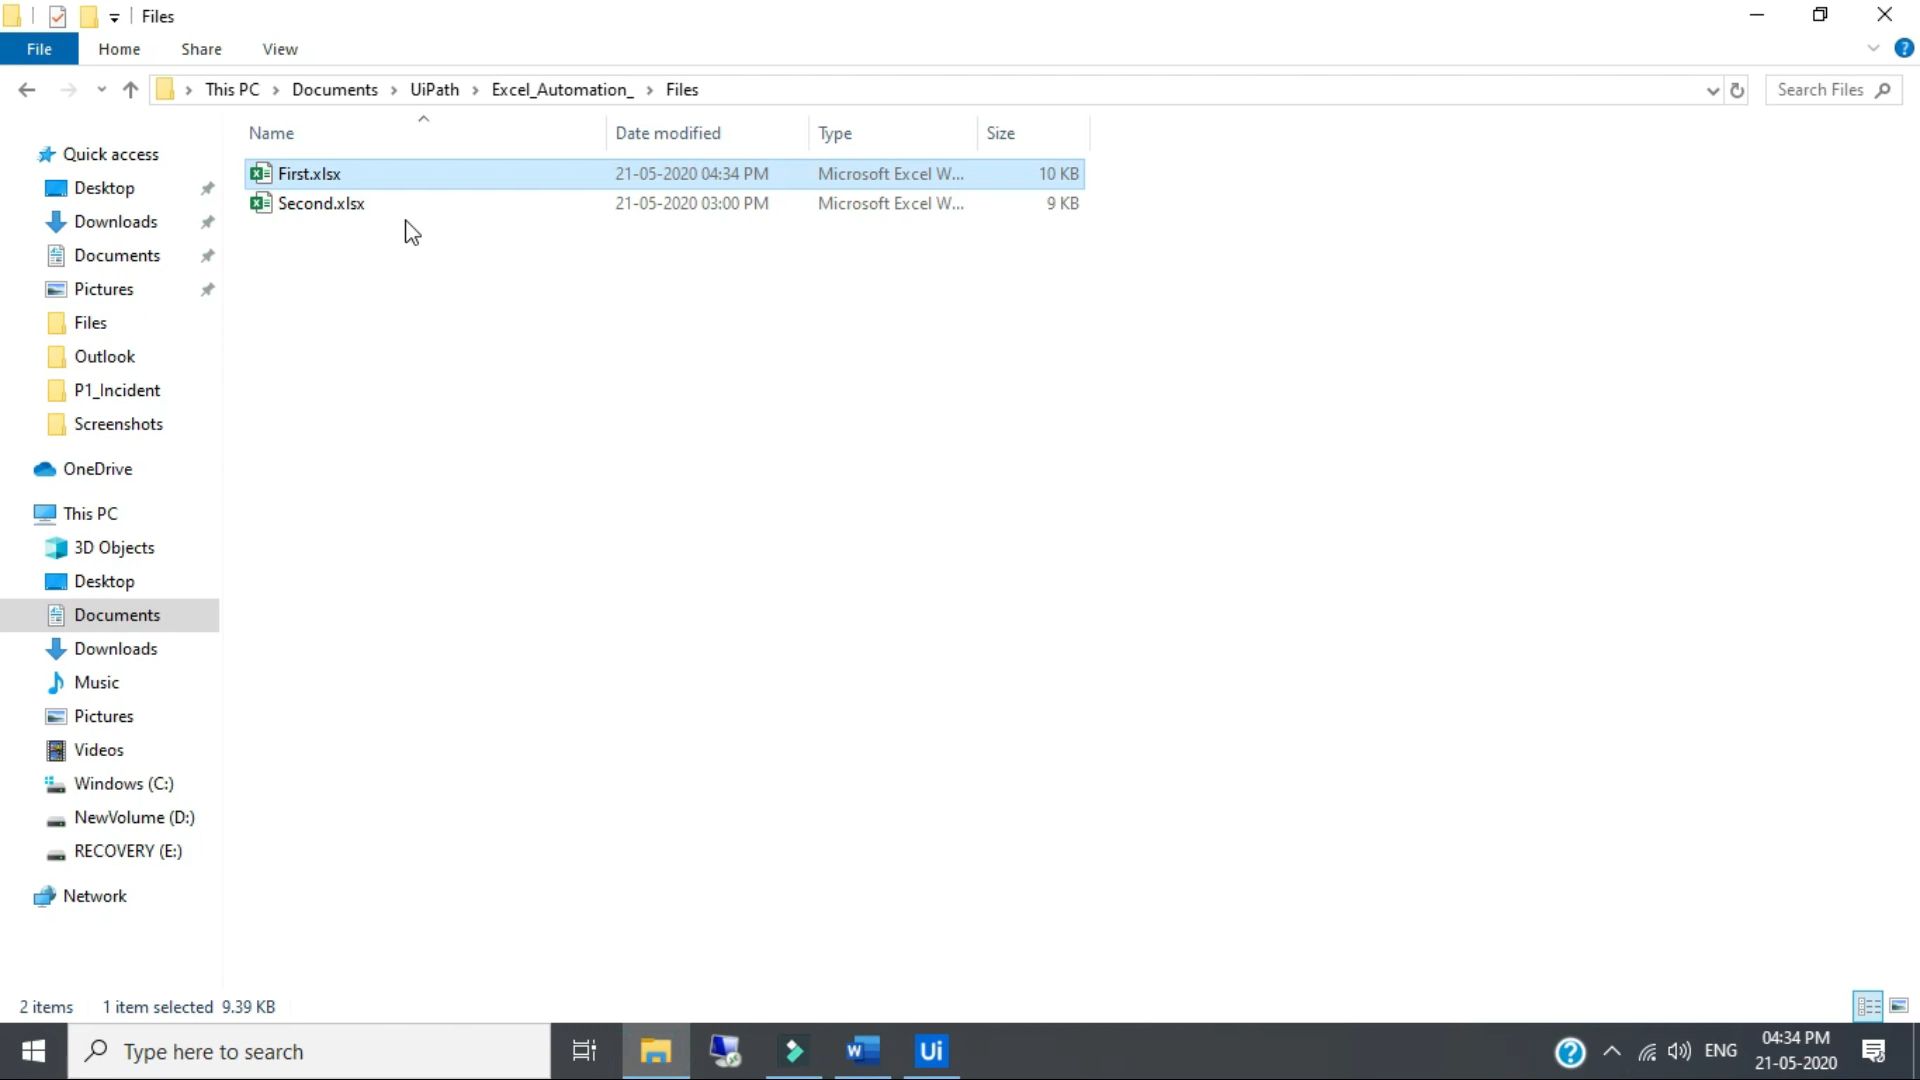 Files
File Home Share View
This PC Documents UiPath Excel_Automation_ Files
Search Files
Name Date modified Type Size
First.xlsx 21-05-2020 04:34 PM Microsoft Excel W... 10 KB
Second.xlsx 21-05-2020 03:00 PM Microsoft Excel W... 9 KB
Quick access
Desktop
Downloads
Documents
Pictures
Files
Outlook
P1_Incident
Screenshots
OneDrive
This PC
3D Objects
Desktop
Documents
Downloads
Music
Pictures
Videos
Windows (C:)
NewVolume (D:)
RECOVERY (E:)
Network
2 items 1 item selected 9.39 KB
Type here to search
W
Ui
ENG
04:34 PM
21-05-2020